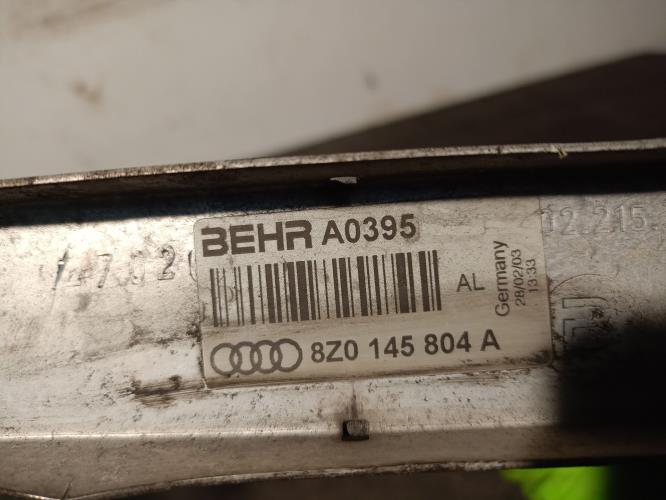 BEHR A0395
AL
Germany
28/02/03
13:33
8Z0 145 804 A